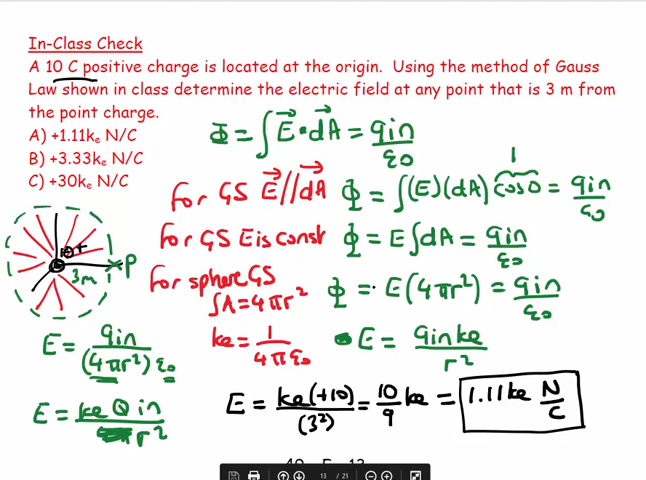 In-Class Check
A 10 C positive charge is located at the origin. Using the method of Gauss
Law shown in class determine the electric field at any point that is 3 m from
the point charge.
A) +1.11kₑ N/C
B) +3.33kₑ N/C
C) +30kₑ N/C
Φ = ∫ E⃗ • dA⃗ = qin/ε0
For GS E⃗ // dA⃗
Φ = ∫(E)(dA) cos0 = qin/ε0
1
For GS E is const
Φ = E ∫dA = qin/ε0
For sphere GS
∫A = 4πr²
Φ = E(4πr²) = qin/ε0
10+
3m
P
E = qin/(4πr²)ε0
ke = 1/4πε0
E = qinke/r²
E = keQin/r²
E = ke(+10)/(3²) = 10/9 ke = 1.11ke N/C
13 / 21